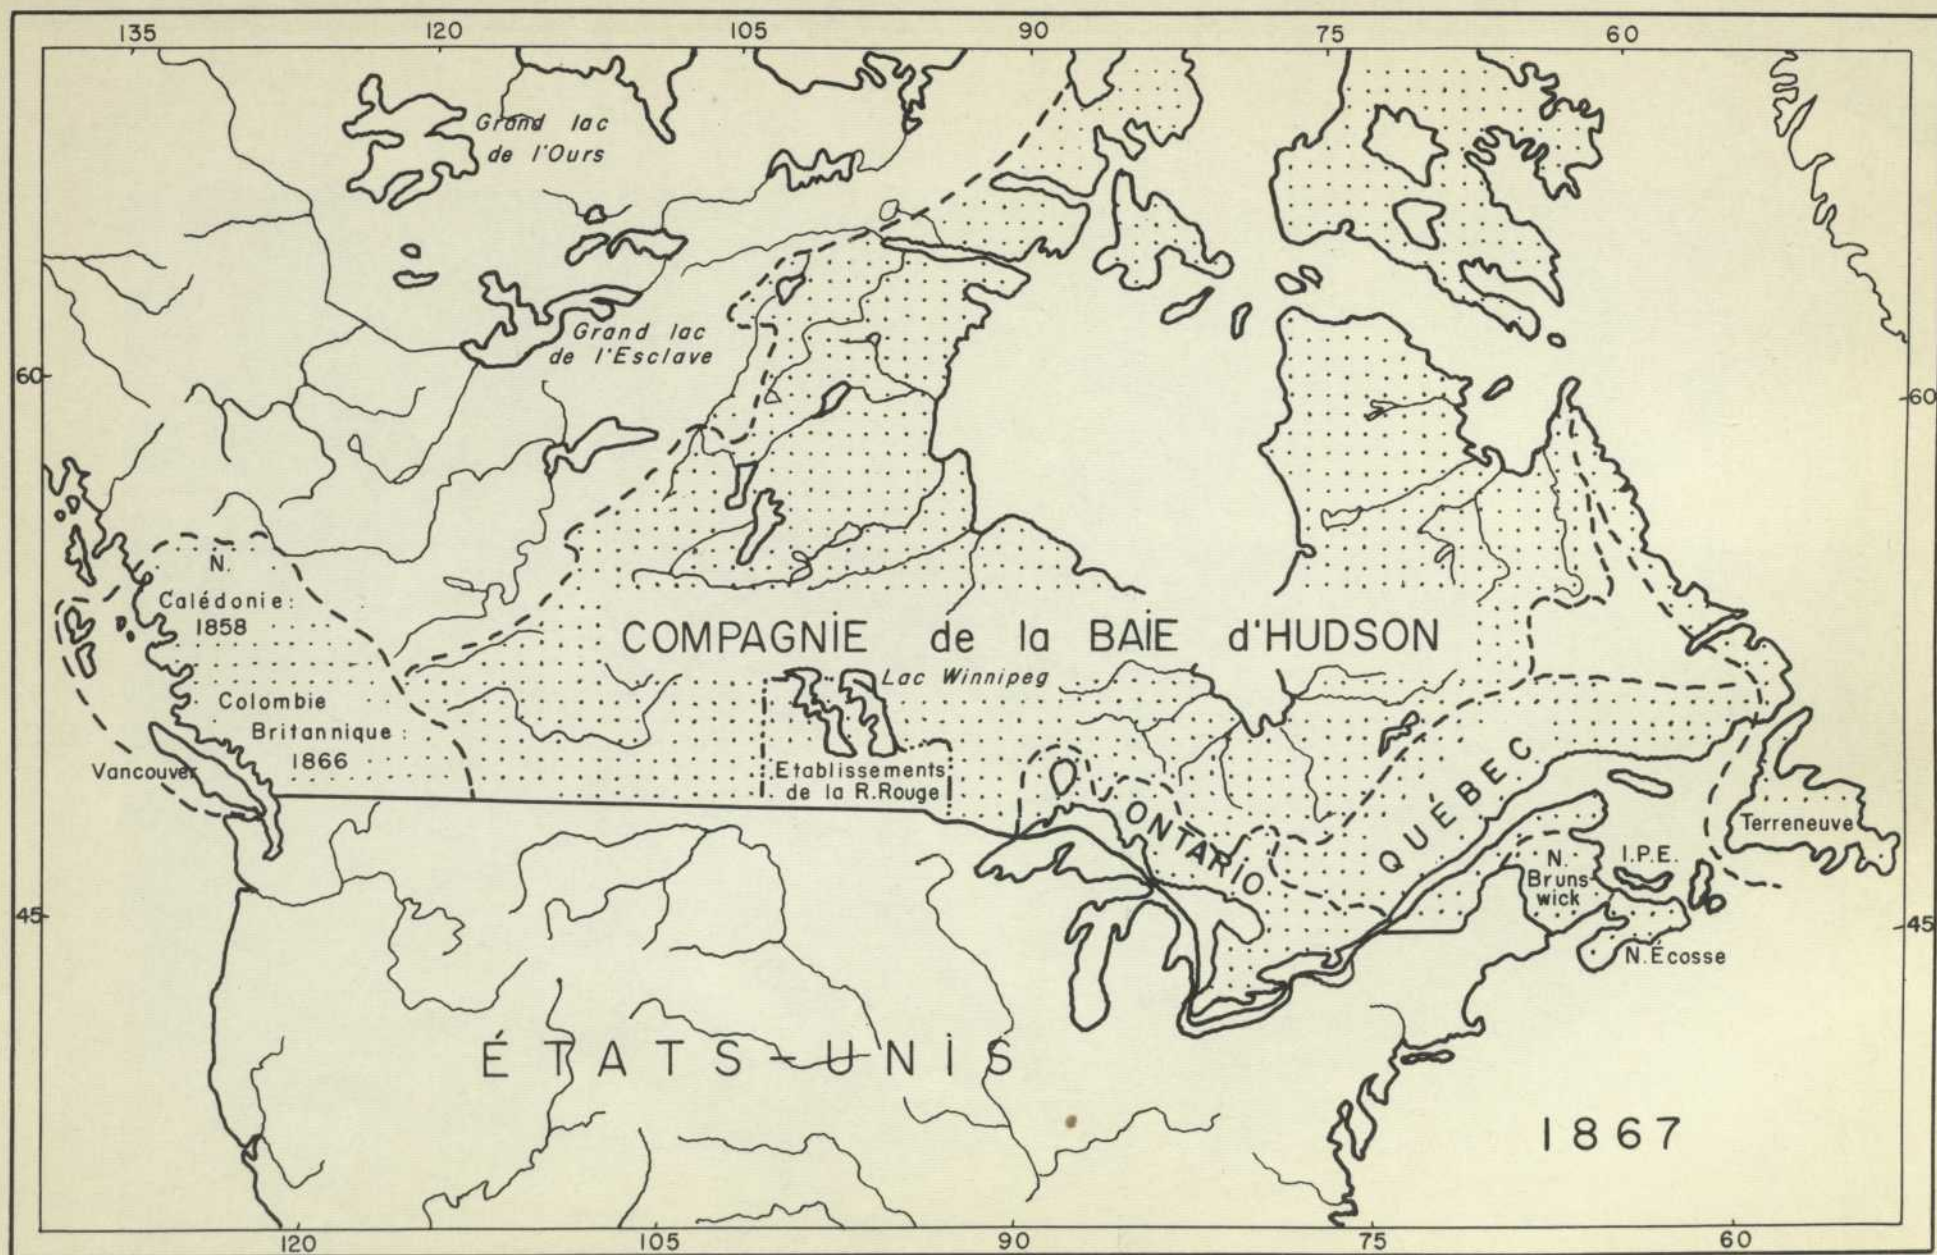 135 120 105 90 75 60
Grand lac
de l'Ours
Grand lac
de l'Esclave
60 60
N.
Calédonie:
1858
COMPAGNIE de la BAIE d'HUDSON
Lac Winnipeg
Colombie
Britannique:
1866
Vancouver
Etablissements
de la R.Rouge
ONTARIO
QUÉBEC
Terreneuve
I.P.E.
N.
Bruns
wick
45 45
N.Écosse
ÉTATS-UNIS
1867
120 105 90 75 60